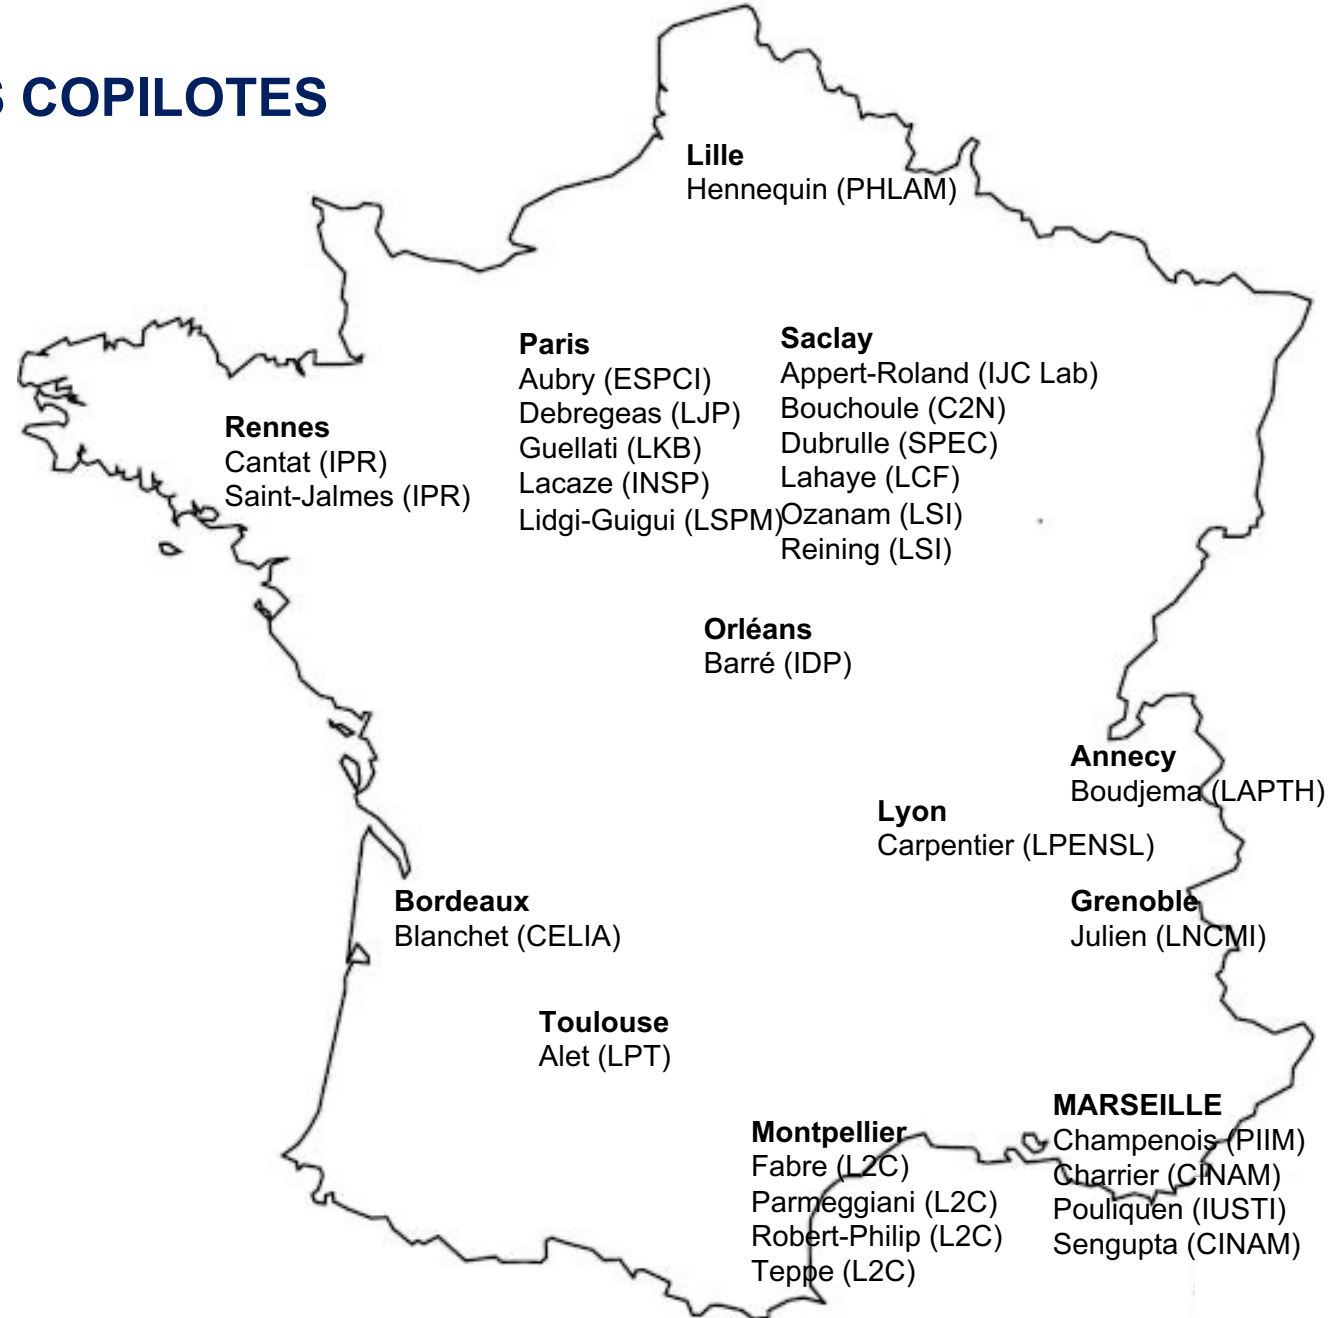 S COPILOTES
Lille
Hennequin (PHLAM)
Paris
Aubry (ESPCI)
Debregeas (LJP)
Guellati (LKB)
Lacaze (INSP)
Lidgi-Guigui (LSPM)
Saclay
Appert-Roland (IJC Lab)
Bouchoule (C2N)
Dubrulle (SPEC)
Lahaye (LCF)
Ozanam (LSI)
Reining (LSI)
Rennes
Cantat (IPR)
Saint-Jalmes (IPR)
Orléans
Barré (IDP)
Annecy
Boudjema (LAPTH)
Lyon
Carpentier (LPENSL)
Bordeaux
Blanchet (CELIA)
Grenoble
Julien (LNCMI)
Toulouse
Alet (LPT)
Montpellier
Fabre (L2C)
Parmeggiani (L2C)
Robert-Philip (L2C)
Teppe (L2C)
MARSEILLE
Champenois (PIIM)
Charrier (CINAM)
Pouliquen (IUSTI)
Sengupta (CINAM)